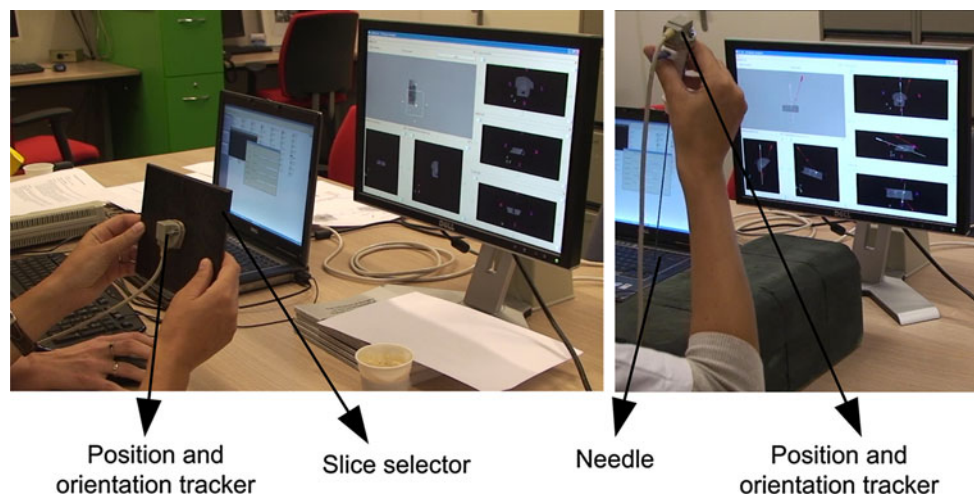 Position and
orientation tracker
Slice selector
Needle
Position and
orientation tracker